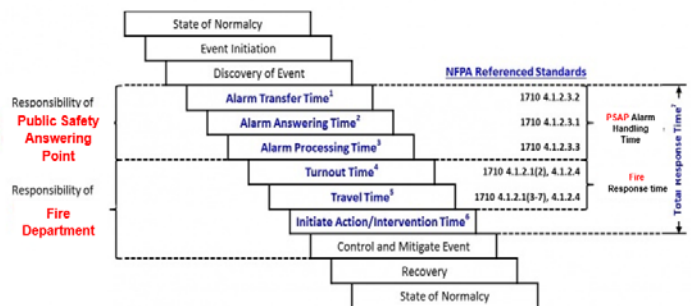 State of Normalcy
Event Initiation
Discovery of Event
NFPA Referenced Standards
Responsibility of
Public Safety
Answering
Point
Alarm Transfer Time¹
1710 4.1.2.3.2
Alarm Answering Time²
1710 4.1.2.3.1
Alarm Processing Time³
1710 4.1.2.3.3
PSAP Alarm
Handling
Time
Total Response Time⁷
Responsibility of
Fire
Department
Turnout Time⁴
1710 4.1.2.1(2), 4.1.2.4
Travel Time⁵
1710 4.1.2.1(3-7), 4.1.2.4
Fire
Response time
Initiate Action/Intervention Time⁶
Control and Mitigate Event
Recovery
State of Normalcy